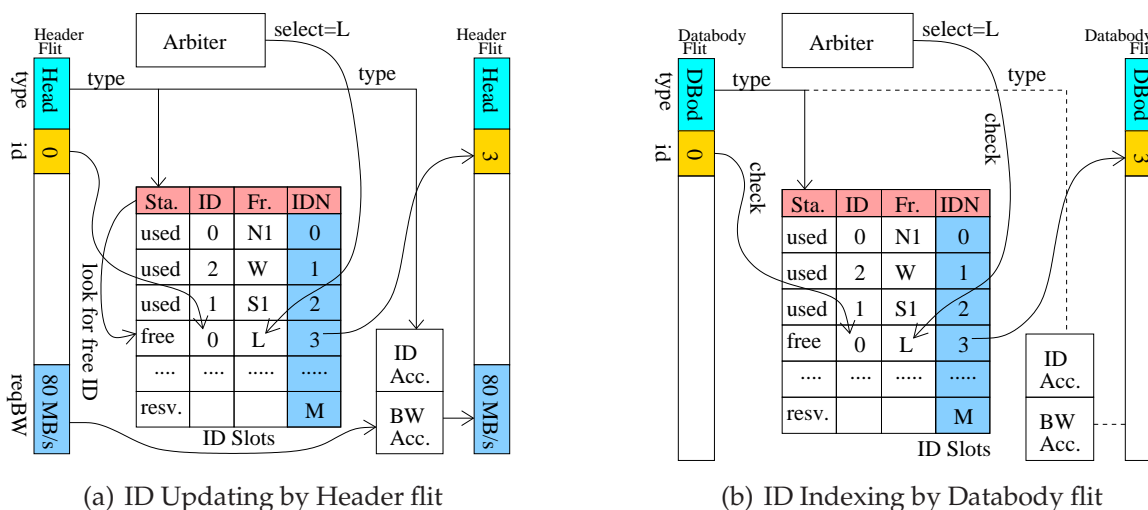 Header
Flit
type
Head
id
0
reqBW
80 MB/s
type
Arbiter
select=L
type
Header
Flit
Head
3
80 MB/s
look for free ID
Sta. ID Fr. IDN
used 0 N1 0
used 2 W 1
used 1 S1 2
free 0 L 3
.... .... .... .....
resv. M
ID Slots
ID
Acc.
BW
Acc.
(a) ID Updating by Header flit
Databody
Flit
type
DBod
id
0
type
check
Arbiter
select=L
type
check
Databody
Flit
DBod
3
Sta. ID Fr. IDN
used 0 N1 0
used 2 W 1
used 1 S1 2
free 0 L 3
.... .... .... .....
resv. M
ID Slots
ID
Acc.
BW
Acc.
(b) ID Indexing by Databody flit